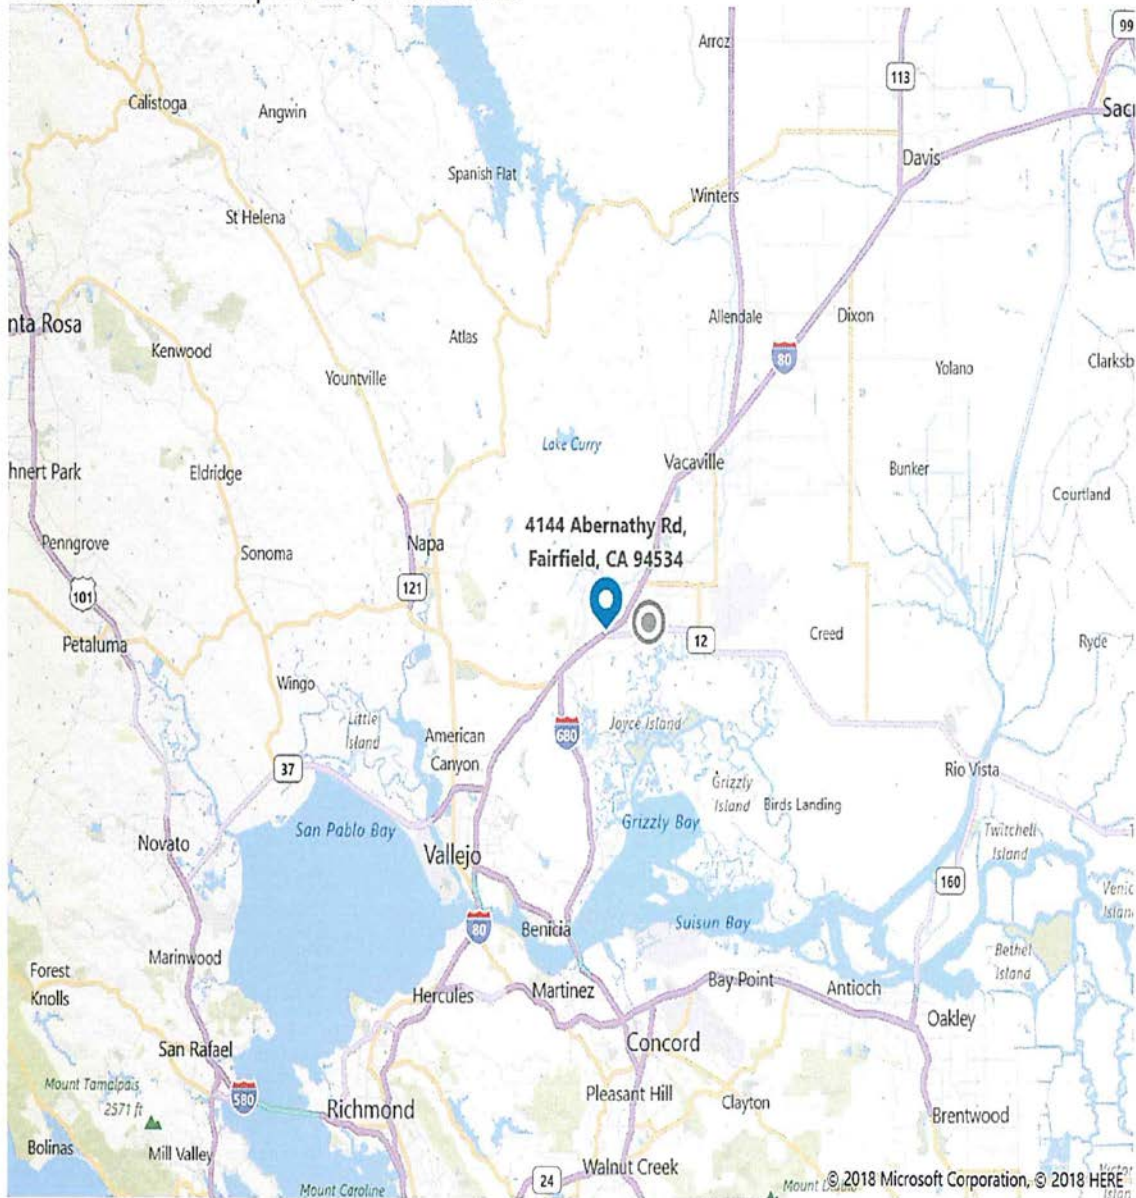 Arroz
99
113
Calistoga
Angwin
Sacr
Davis
Spanish Flat
Winters
St Helena
nta Rosa
Allendale
Dixon
Atlas
Kenwood
80
Yolano
Clarksb
Yountville
Lake Curry
Vacaville
hnert Park
Eldridge
Bunker
Courtland
4144 Abernathy Rd,
Fairfield, CA 94534
Penngrove
Sonoma
Napa
101
121
Petaluma
12
Creed
Ryde
Wingo
Little
Island
Joyce Island
American
Canyon
680
37
Grizzly
Island
Rio Vista
Birds Landing
San Pablo Bay
Grizzly Bay
Novato
Vallejo
Twitchell
Island
160
Venic
Islan
80
Benicia
Suisun Bay
Marinwood
Bethel
Island
Forest
Knolls
Hercules
Martinez
Bay Point
Antioch
Oakley
San Rafael
Concord
Mount Tamalpais
2571 ft
580
Richmond
Pleasant Hill
Clayton
Brentwood
Bolinas
Mill Valley
Walnut Creek
24
Mount Caroline
© 2018 Microsoft Corporation, © 2018 HERE